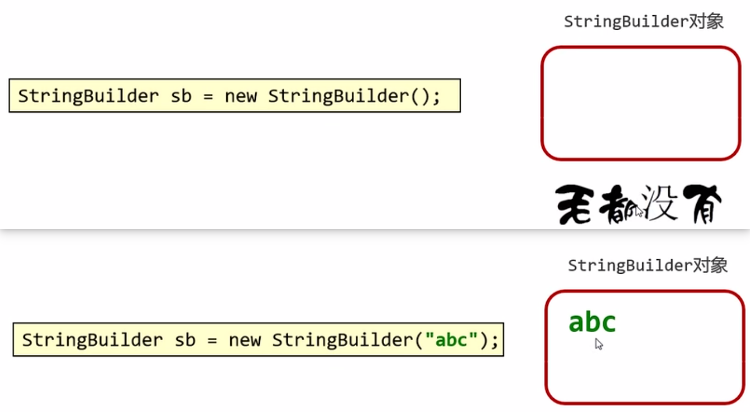 StringBuilder对象
StringBuilder sb = new StringBuilder();
毛都没有
StringBuilder对象
abc
StringBuilder sb = new StringBuilder("abc");